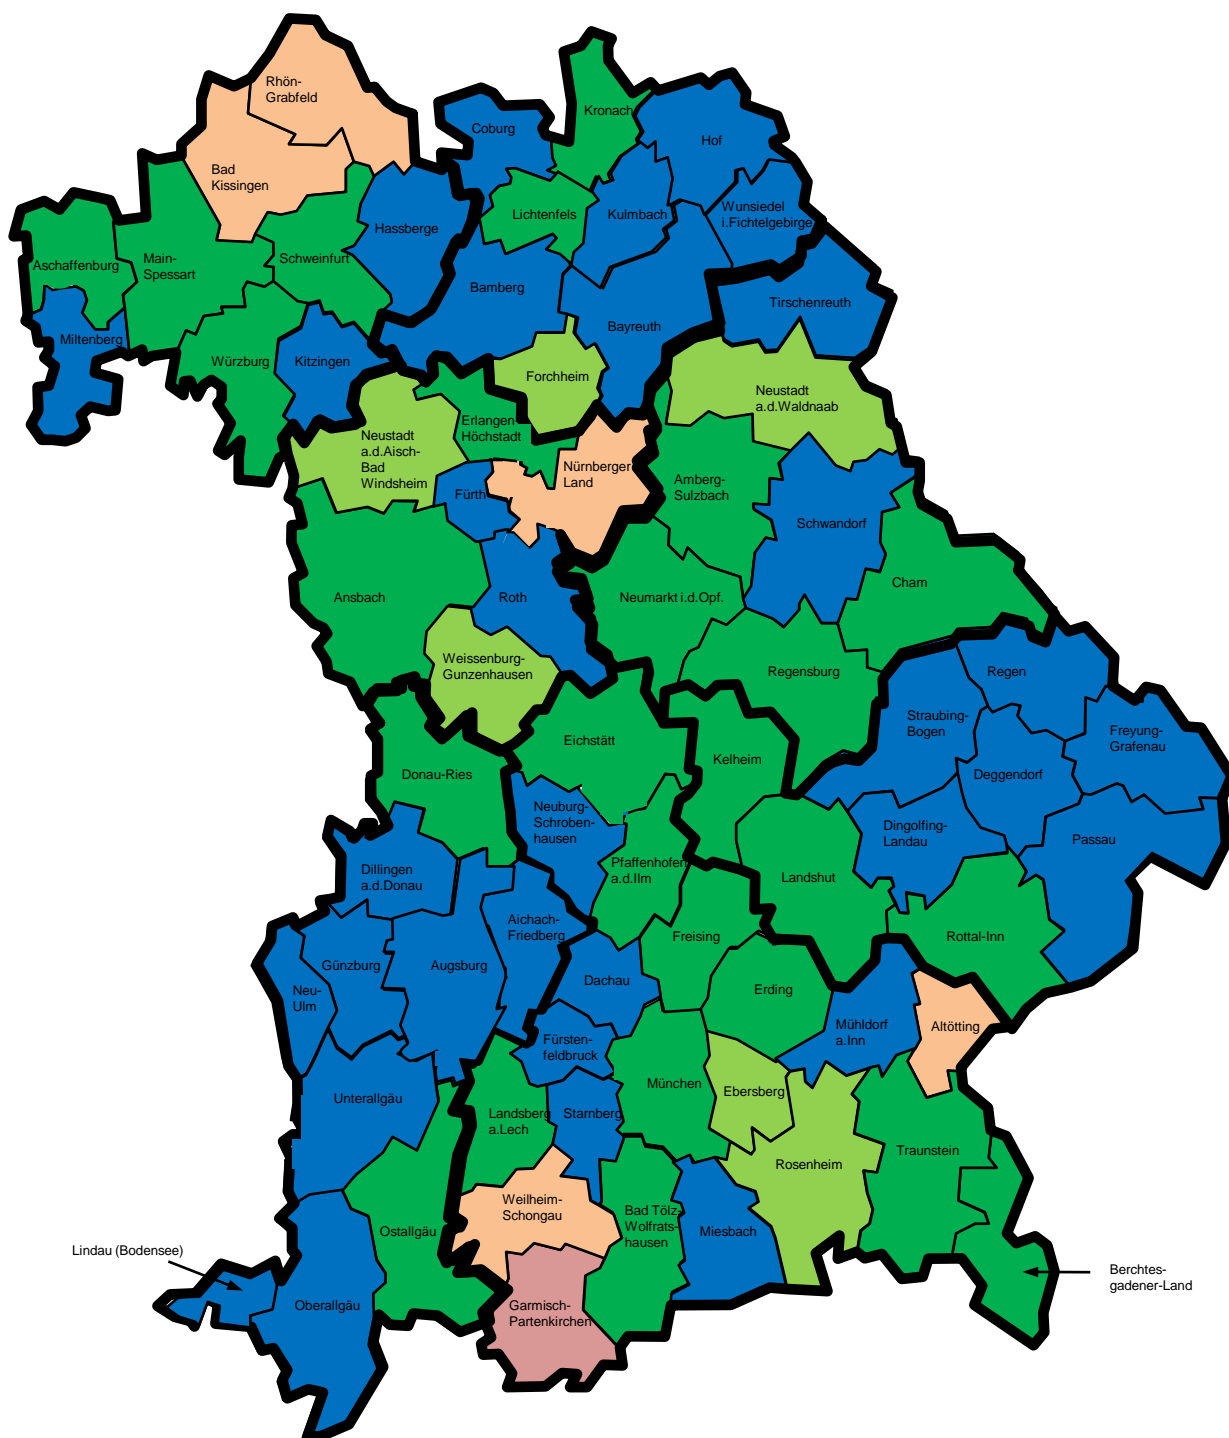 Rhön-
Grabfeld
Kronach
Coburg
Hof
Bad
Kissingen
Wunsiedel
i.Fichtelgebirge
Lichtenfels
Kulmbach
Hassberge
Aschaffenburg
Main-
Spessart
Schweinfurt
Bamberg
Tirschenreuth
Bayreuth
Miltenberg
Würzburg
Kitzingen
Forchheim
Neustadt
a.d.Waldnaab
Erlangen-
Höchstadt
Neustadt
a.d.Aisch-
Bad
Windsheim
Nürnberger
Land
Fürth
Amberg-
Sulzbach
Schwandorf
Cham
Ansbach
Roth
Neumarkt i.d.Opf.
Weissenburg-
Gunzenhausen
Regensburg
Regen
Straubing-
Bogen
Freyung-
Grafenau
Eichstätt
Kelheim
Deggendorf
Donau-Ries
Neuburg-
Schroben-
hausen
Dingolfing-
Landau
Passau
Dillingen
a.d.Donau
Pfaffenhofen
a.d.Ilm
Landshut
Aichach-
Friedberg
Freising
Rottal-Inn
Günzburg
Augsburg
Neu-
Ulm
Dachau
Erding
Mühldorf
a.Inn
Altötting
Fürsten-
feldbruck
München
Ebersberg
Unterallgäu
Landsberg
a.Lech
Starnberg
Rosenheim
Traunstein
Weilheim-
Schongau
Ostallgäu
Bad Tölz-
Wolfrats-
hausen
Miesbach
Lindau (Bodensee)
Berchtes-
gadener-Land
Oberallgäu
Garmisch-
Partenkirchen